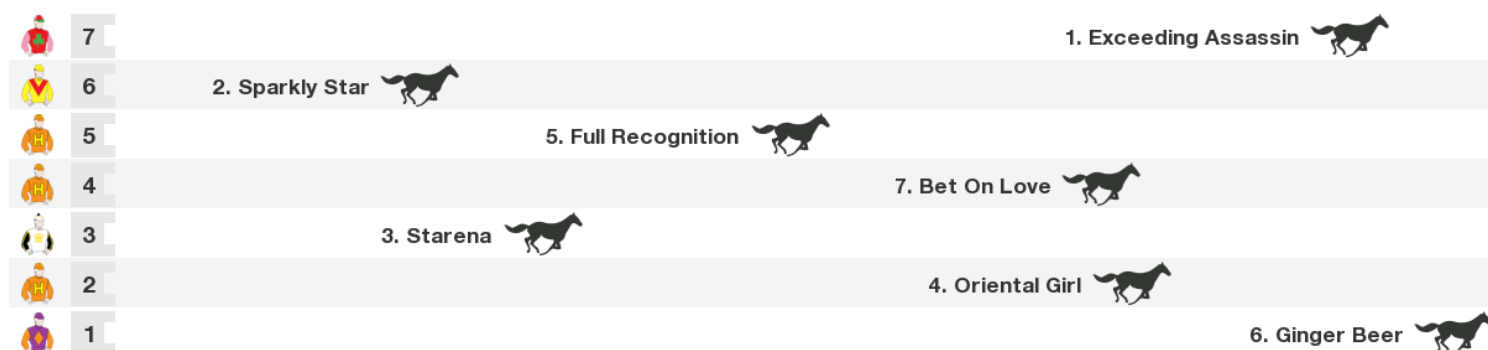 7 1. Exceeding Assassin
6 2. Sparkly Star
H 5 5. Full Recognition
H 4 7. Bet On Love
3 3. Starena
H 2 4. Oriental Girl
1 6. Ginger Beer